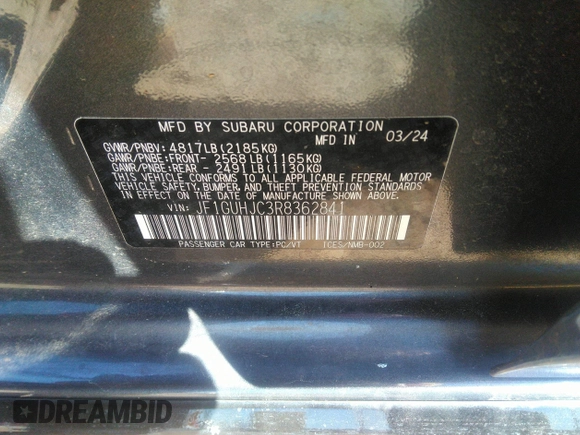 MFD BY SUBARU CORPORATION
MFD IN 03/24
GVWR/PNBV: 4817LB(2185KG)
GAWR/PNBE:FRONT- 2568LB(1165KG)
GAWR/PNBE:REAR - 2491LB(1130KG)
THIS VEHICLE CONFORMS TO ALL APPLICABLE FEDERAL MOTOR
VEHICLE SAFETY, BUMPER, AND THEFT PREVENTION STANDARDS
IN EFFECT ON THE DATE OF MANUFACTURE SHOWN ABOVE.
VIN: JF1GUHJC3R8362841
PASSENGER CAR TYPE:PC/VT ICES/NMB-002
DREAMBID